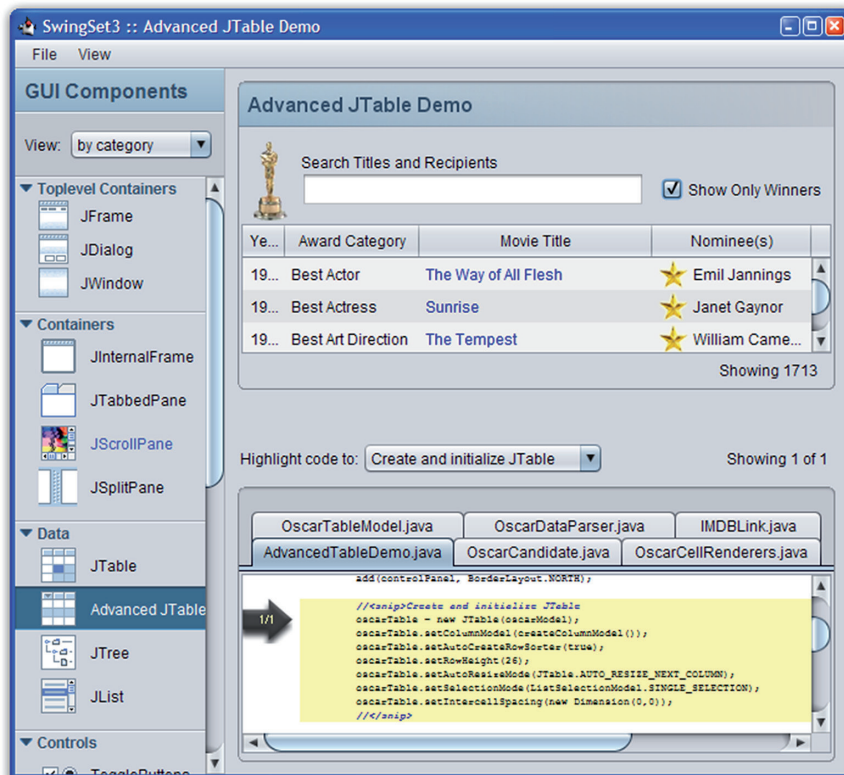 SwingSet3 :: Advanced JTable Demo
File View
GUI Components
View: by category
Toplevel Containers
JFrame
JDialog
JWindow
Containers
JInternalFrame
JTabbedPane
JScrollPane
JSplitPane
Data
JTable
Advanced JTable
JTree
JList
Controls
ToggleButtons
Advanced JTable Demo
Search Titles and Recipients
Show Only Winners
Ye... Award Category Movie Title Nominee(s)
19... Best Actor The Way of All Flesh Emil Jannings
19... Best Actress Sunrise Janet Gaynor
19... Best Art Direction The Tempest William Came...
Showing 1713
Highlight code to: Create and initialize JTable Showing 1 of 1
OscarTableModel.java OscarDataParser.java IMDBLink.java
AdvancedTableDemo.java OscarCandidate.java OscarCellRenderers.java
add(controlPanel, BorderLayout.NORTH);
1/1
//<snip>Create and initialize JTable
oscarTable = new JTable(oscarModel);
oscarTable.setColumnModel(createColumnModel());
oscarTable.setAutoCreateRowSorter(true);
oscarTable.setRowHeight(26);
oscarTable.setAutoResizeMode(JTable.AUTO_RESIZE_NEXT_COLUMN);
oscarTable.setSelectionMode(ListSelectionModel.SINGLE_SELECTION);
oscarTable.setIntercellSpacing(new Dimension(0,0));
//</snip>